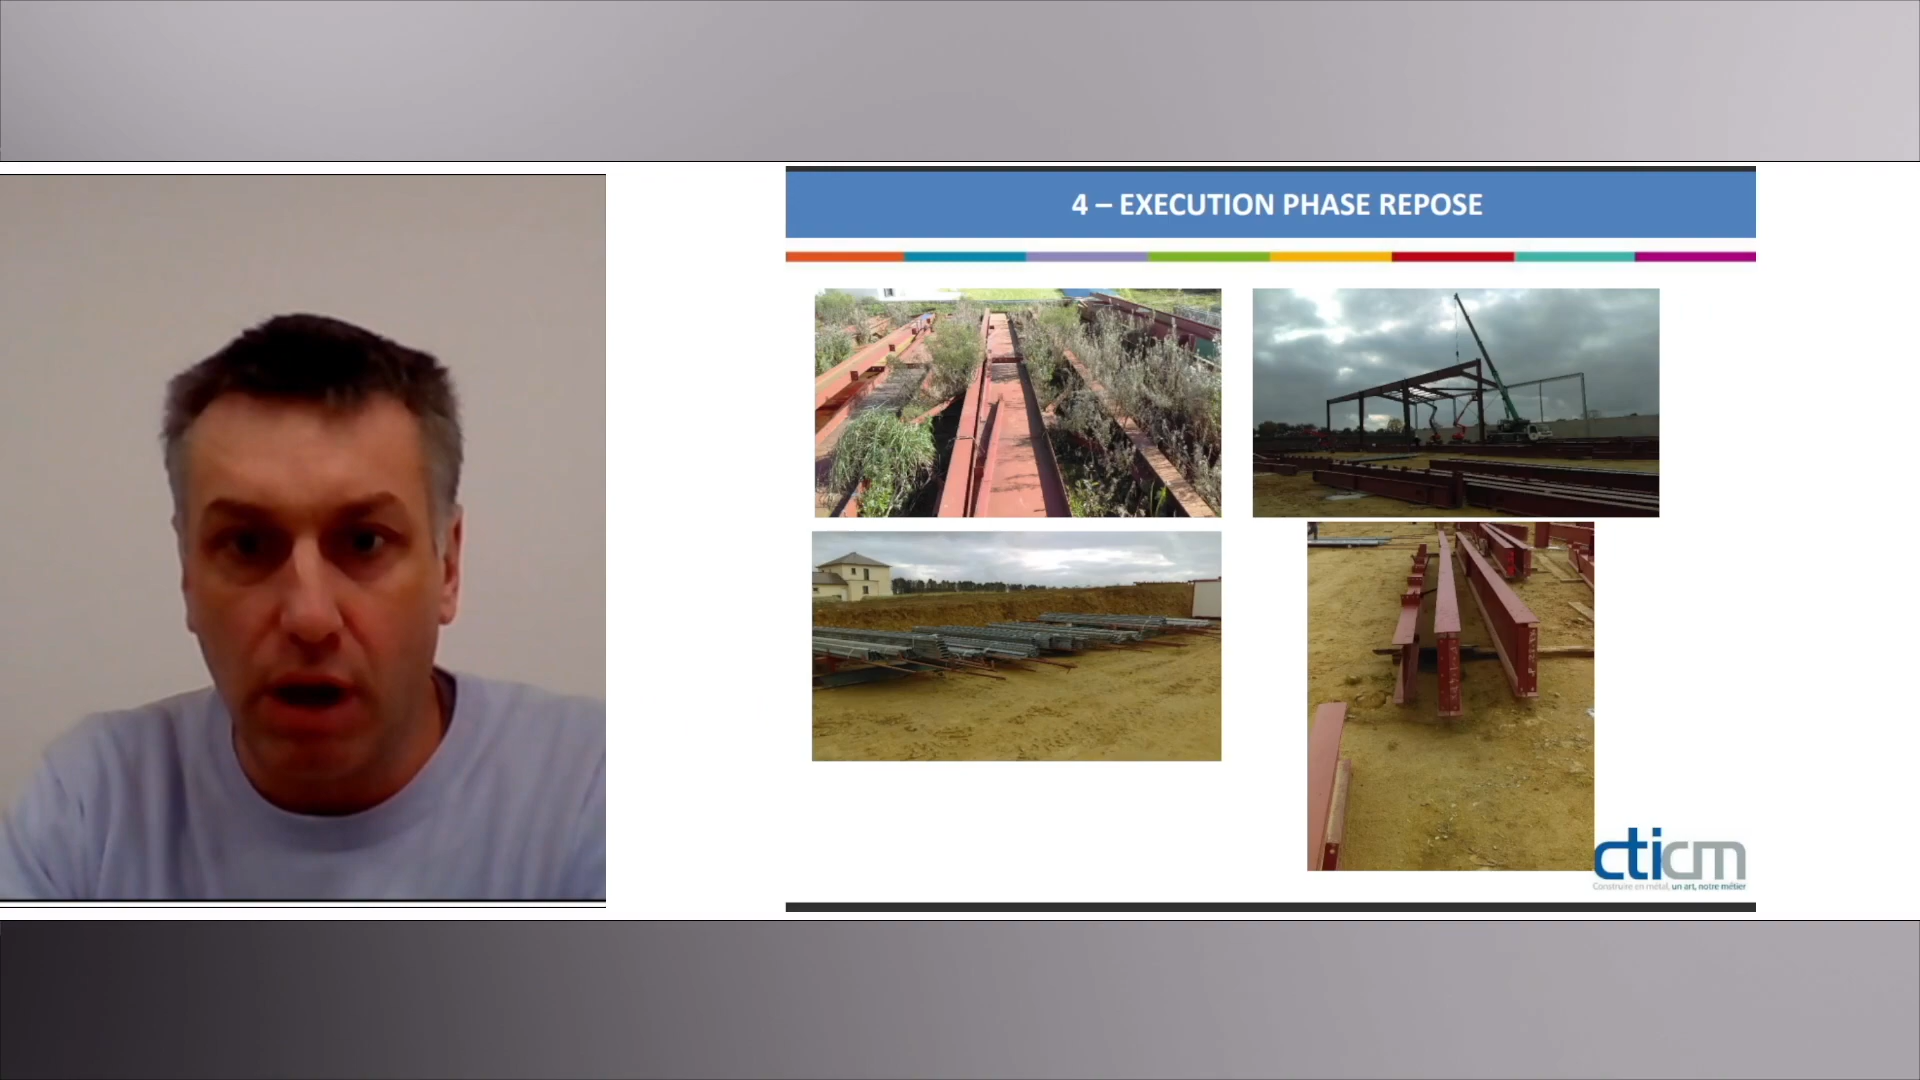 4 – EXECUTION PHASE REPOSE
cticm
Construire en métal, un art, notre métier